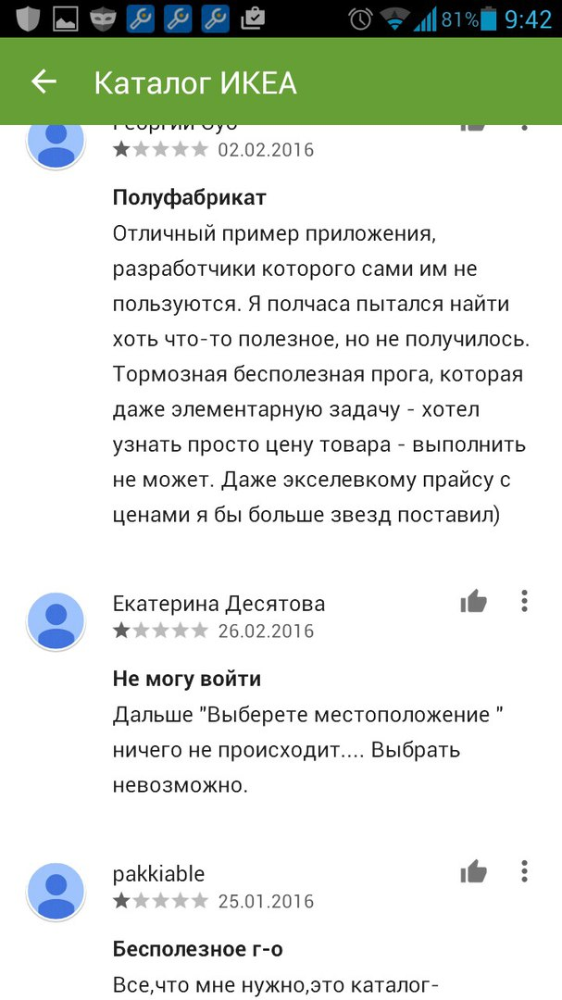 81% 9:42
Каталог ИКЕА
02.02.2016
Полуфабрикат
Отличный пример приложения,
разработчики которого сами им не
пользуются. Я полчаса пытался найти
хоть что-то полезное, но не получилось.
Тормозная бесполезная прога, которая
даже элементарную задачу - хотел
узнать просто цену товара - выполнить
не может. Даже экселевкому прайсу с
ценами я бы больше звезд поставил)
Екатерина Десятова
26.02.2016
Не могу войти
Дальше "Выберете местоположение "
ничего не происходит.... Выбрать
невозможно.
pakkiable
25.01.2016
Бесполезное г-о
Все,что мне нужно,это каталог-